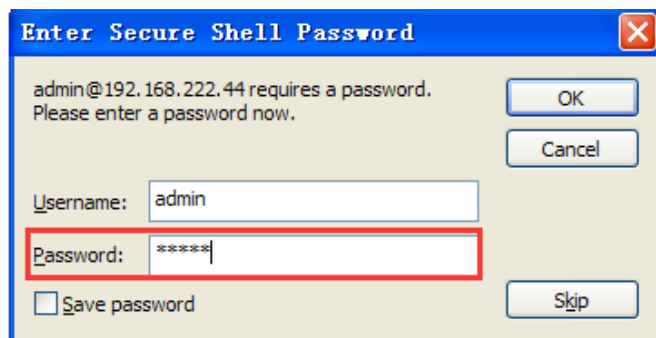 Enter Secure Shell Password
admin@192.168.222.44 requires a password.
Please enter a password now.
OK
Cancel
Username: admin
Password: *****
Save password
Skip